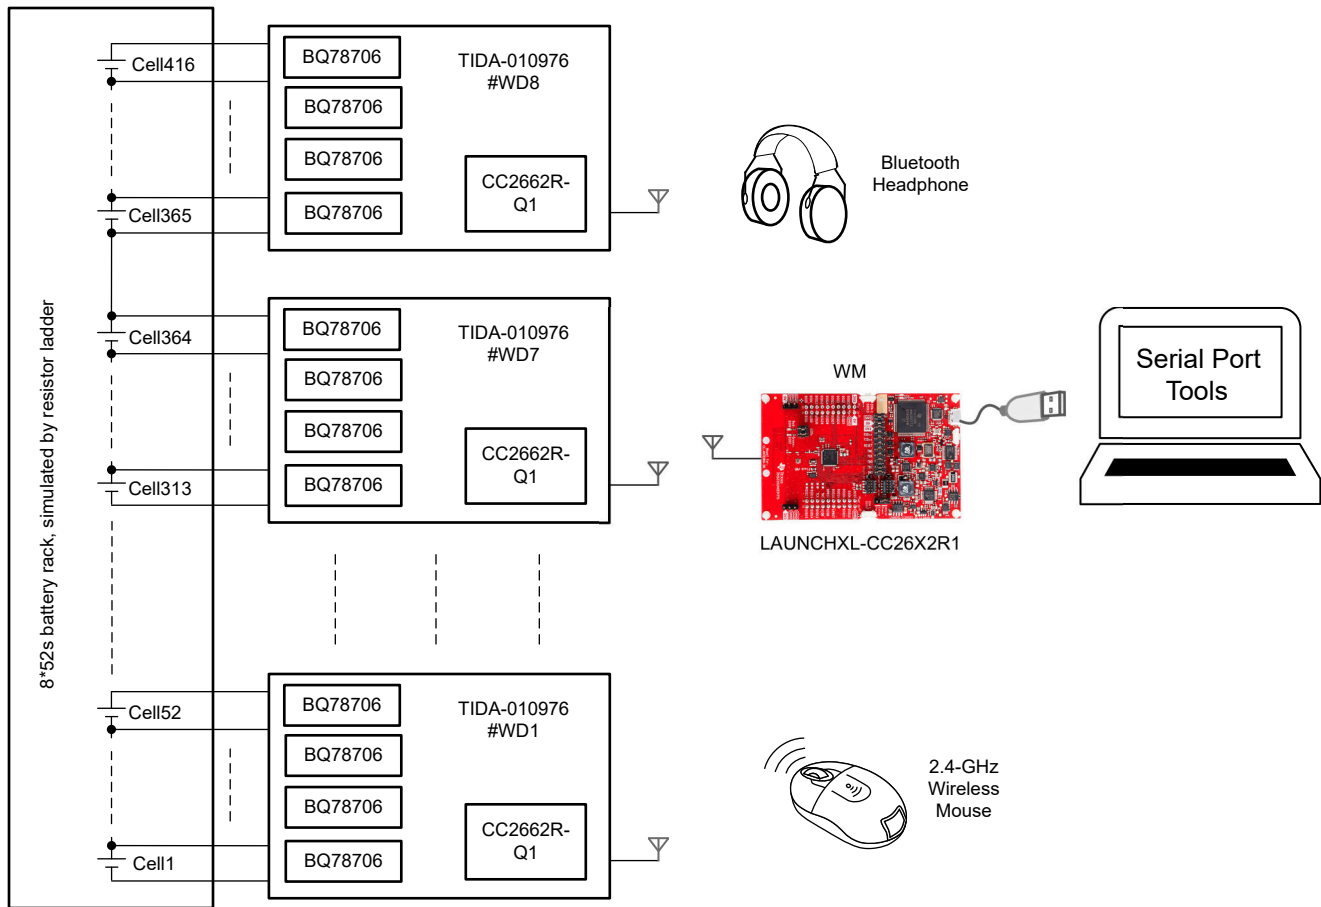 8*52s battery rack, simulated by resistor ladder
Cell416
Cell365
Cell364
Cell313
Cell52
Cell1
BQ78706
BQ78706
BQ78706
BQ78706
TIDA-010976
#WD8
CC2662R-
Q1
BQ78706
BQ78706
BQ78706
BQ78706
TIDA-010976
#WD7
CC2662R-
Q1
BQ78706
BQ78706
BQ78706
BQ78706
TIDA-010976
#WD1
CC2662R-
Q1
Bluetooth
Headphone
WM
LAUNCHXL-CC26X2R1
Serial Port
Tools
2.4-GHz
Wireless
Mouse